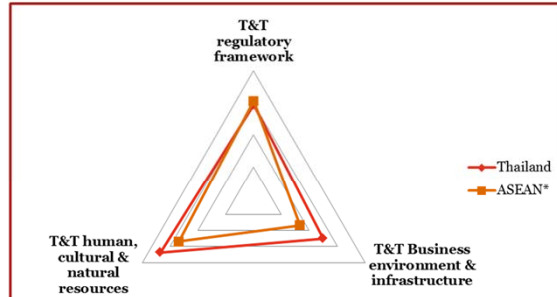 T&T
regulatory
framework
Thailand
ASEAN*
T&T human,
cultural &
natural
resources
T&T Business
environment &
infrastructure